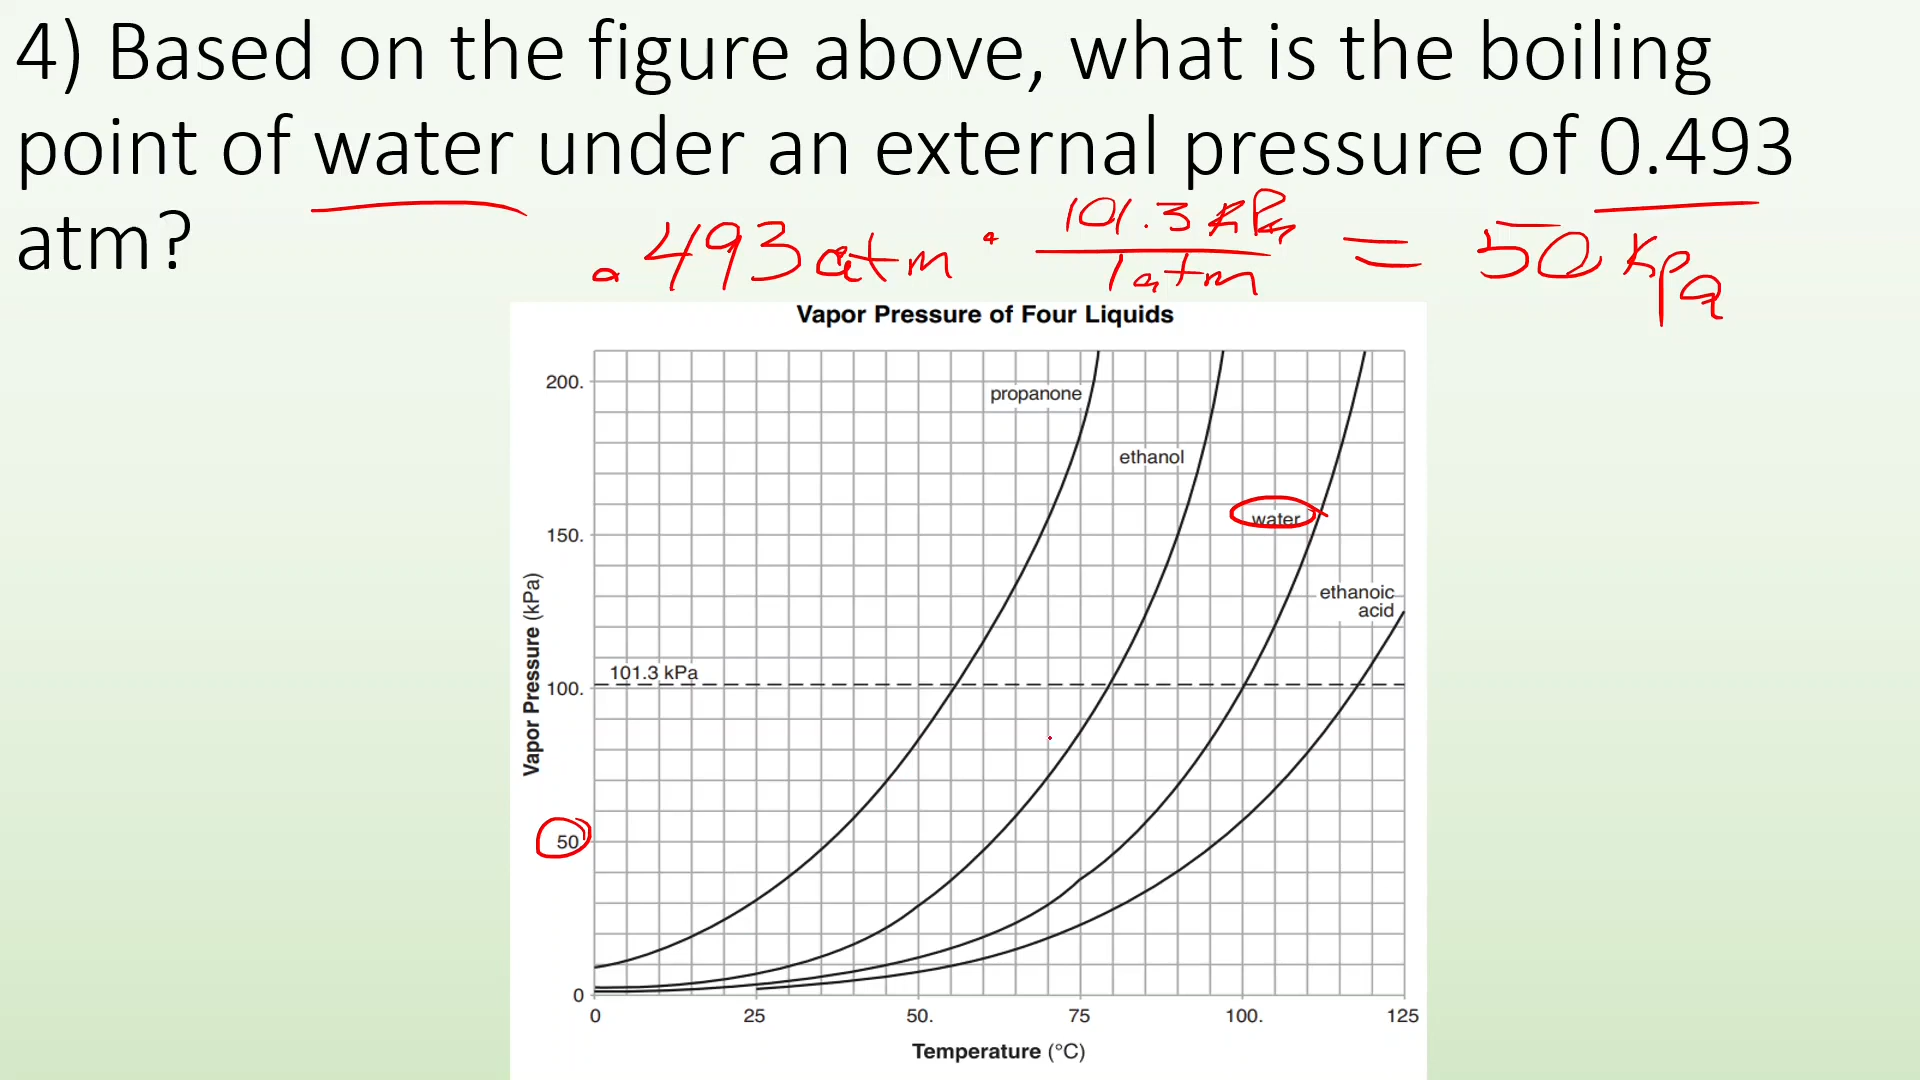 4) Based on the figure above, what is the boiling
point of water under an external pressure of 0.493
atm?
.493 atm · 101.3 kPa / 1 atm = 50 kPa
Vapor Pressure of Four Liquids
200.
propanone
ethanol
water
150.
ethanoic
acid
101.3 kPa
100.
Vapor Pressure (kPa)
50
0
0 25 50. 75 100. 125
Temperature (°C)